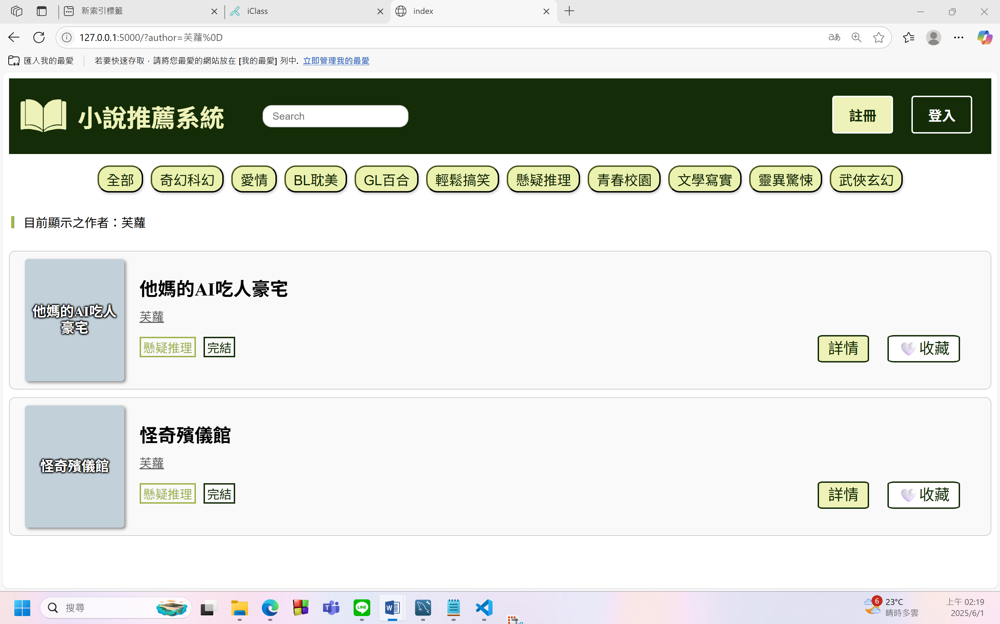 新索引標籤
iClass
index
127.0.0.1:5000/?author=芙蘿%0D
aあ
匯入我的最愛
若要快速存取，請將您最愛的網站放在 [我的最愛] 列中. 立即管理我的最愛
小說推薦系統
Search
註冊
登入
全部 奇幻科幻 愛情 BL耽美 GL百合 輕鬆搞笑 懸疑推理 青春校園 文學寫實 靈異驚悚 武俠玄幻
目前顯示之作者：芙蘿
他媽的AI吃人
豪宅
他媽的AI吃人豪宅
芙蘿
懸疑推理 完結
詳情 收藏
怪奇殯儀館
怪奇殯儀館
芙蘿
懸疑推理 完結
詳情 收藏
搜尋
T
LINE
W
6
23°C
晴時多雲
上午 02:19
2025/6/1